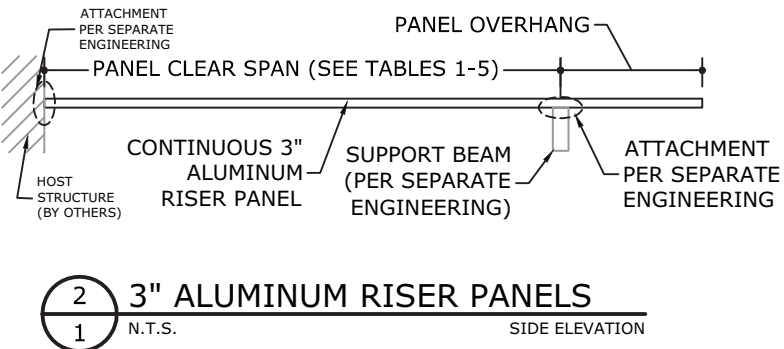 ATTACHMENT
PER SEPARATE
ENGINEERING
PANEL OVERHANG
PANEL CLEAR SPAN (SEE TABLES 1-5)
CONTINUOUS 3"
ALUMINUM
RISER PANEL
SUPPORT BEAM
(PER SEPARATE
ENGINEERING)
ATTACHMENT
PER SEPARATE
ENGINEERING
HOST
STRUCTURE
(BY OTHERS)
2
1
3" ALUMINUM RISER PANELS
N.T.S.
SIDE ELEVATION